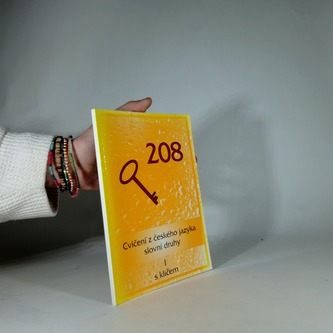 208
Cvičení z českého jazyka
slovní druhy
I
s klíčem